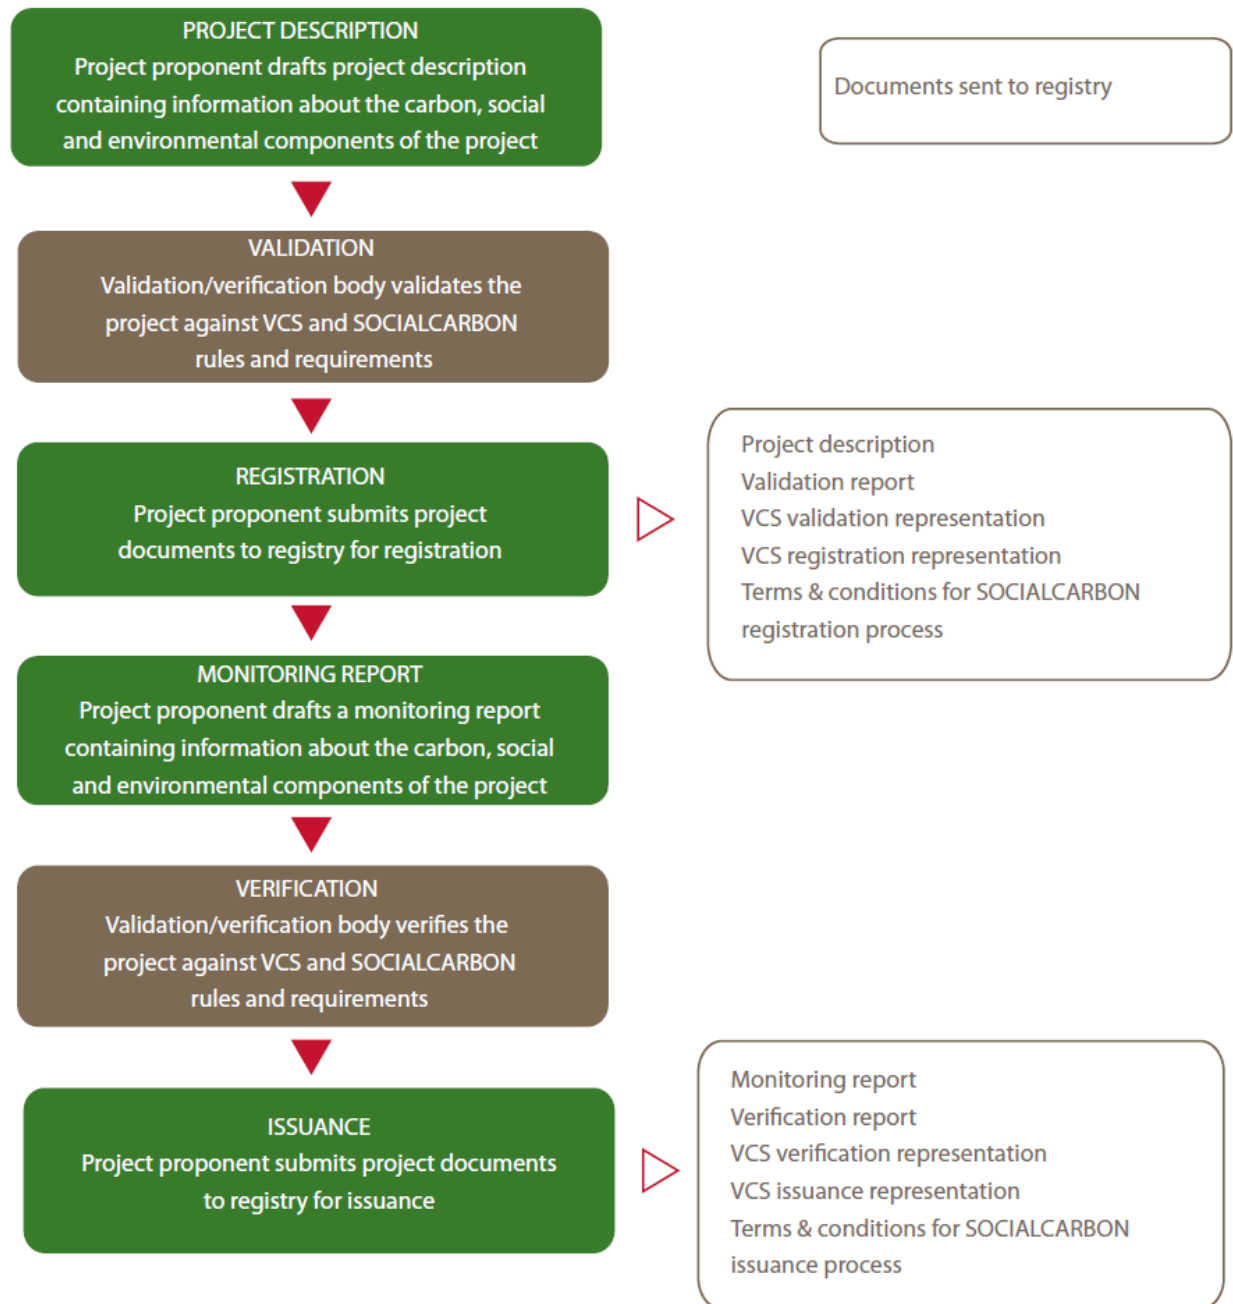 PROJECT DESCRIPTION
Project proponent drafts project description
containing information about the carbon, social
and environmental components of the project
Documents sent to registry
VALIDATION
Validation/verification body validates the
project against VCS and SOCIALCARBON
rules and requirements
REGISTRATION
Project proponent submits project
documents to registry for registration
Project description
Validation report
VCS validation representation
VCS registration representation
Terms & conditions for SOCIALCARBON
registration process
MONITORING REPORT
Project proponent drafts a monitoring report
containing information about the carbon, social
and environmental components of the project
VERIFICATION
Validation/verification body verifies the
project against VCS and SOCIALCARBON
rules and requirements
ISSUANCE
Project proponent submits project documents
to registry for issuance
Monitoring report
Verification report
VCS verification representation
VCS issuance representation
Terms & conditions for SOCIALCARBON
issuance process